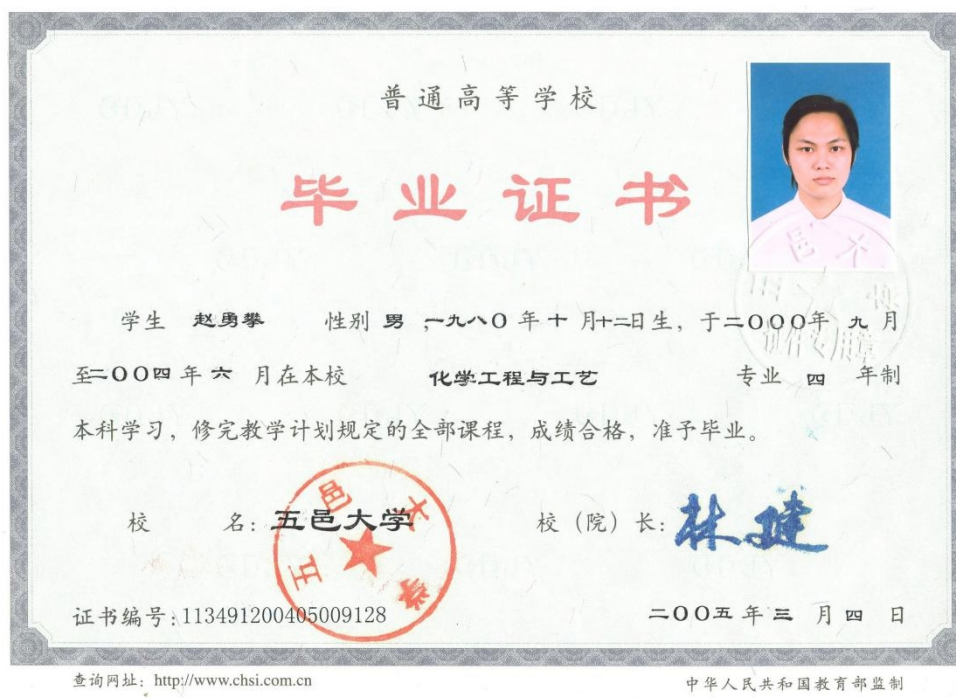 普通高等学校
毕业证书
学生 赵勇攀 性别 男,一九八〇年十月十二日生,于二〇〇〇年九月
至二〇〇四年六月在本校 化学工程与工艺 专业 四 年制
本科学习,修完教学计划规定的全部课程,成绩合格,准予毕业。
校 名:五邑大学 校(院)长:林健
五邑大学
证书编号:113491200405009128 二〇〇五年三月四日
查询网址:http://www.chsi.com.cn 中华人民共和国教育部监制